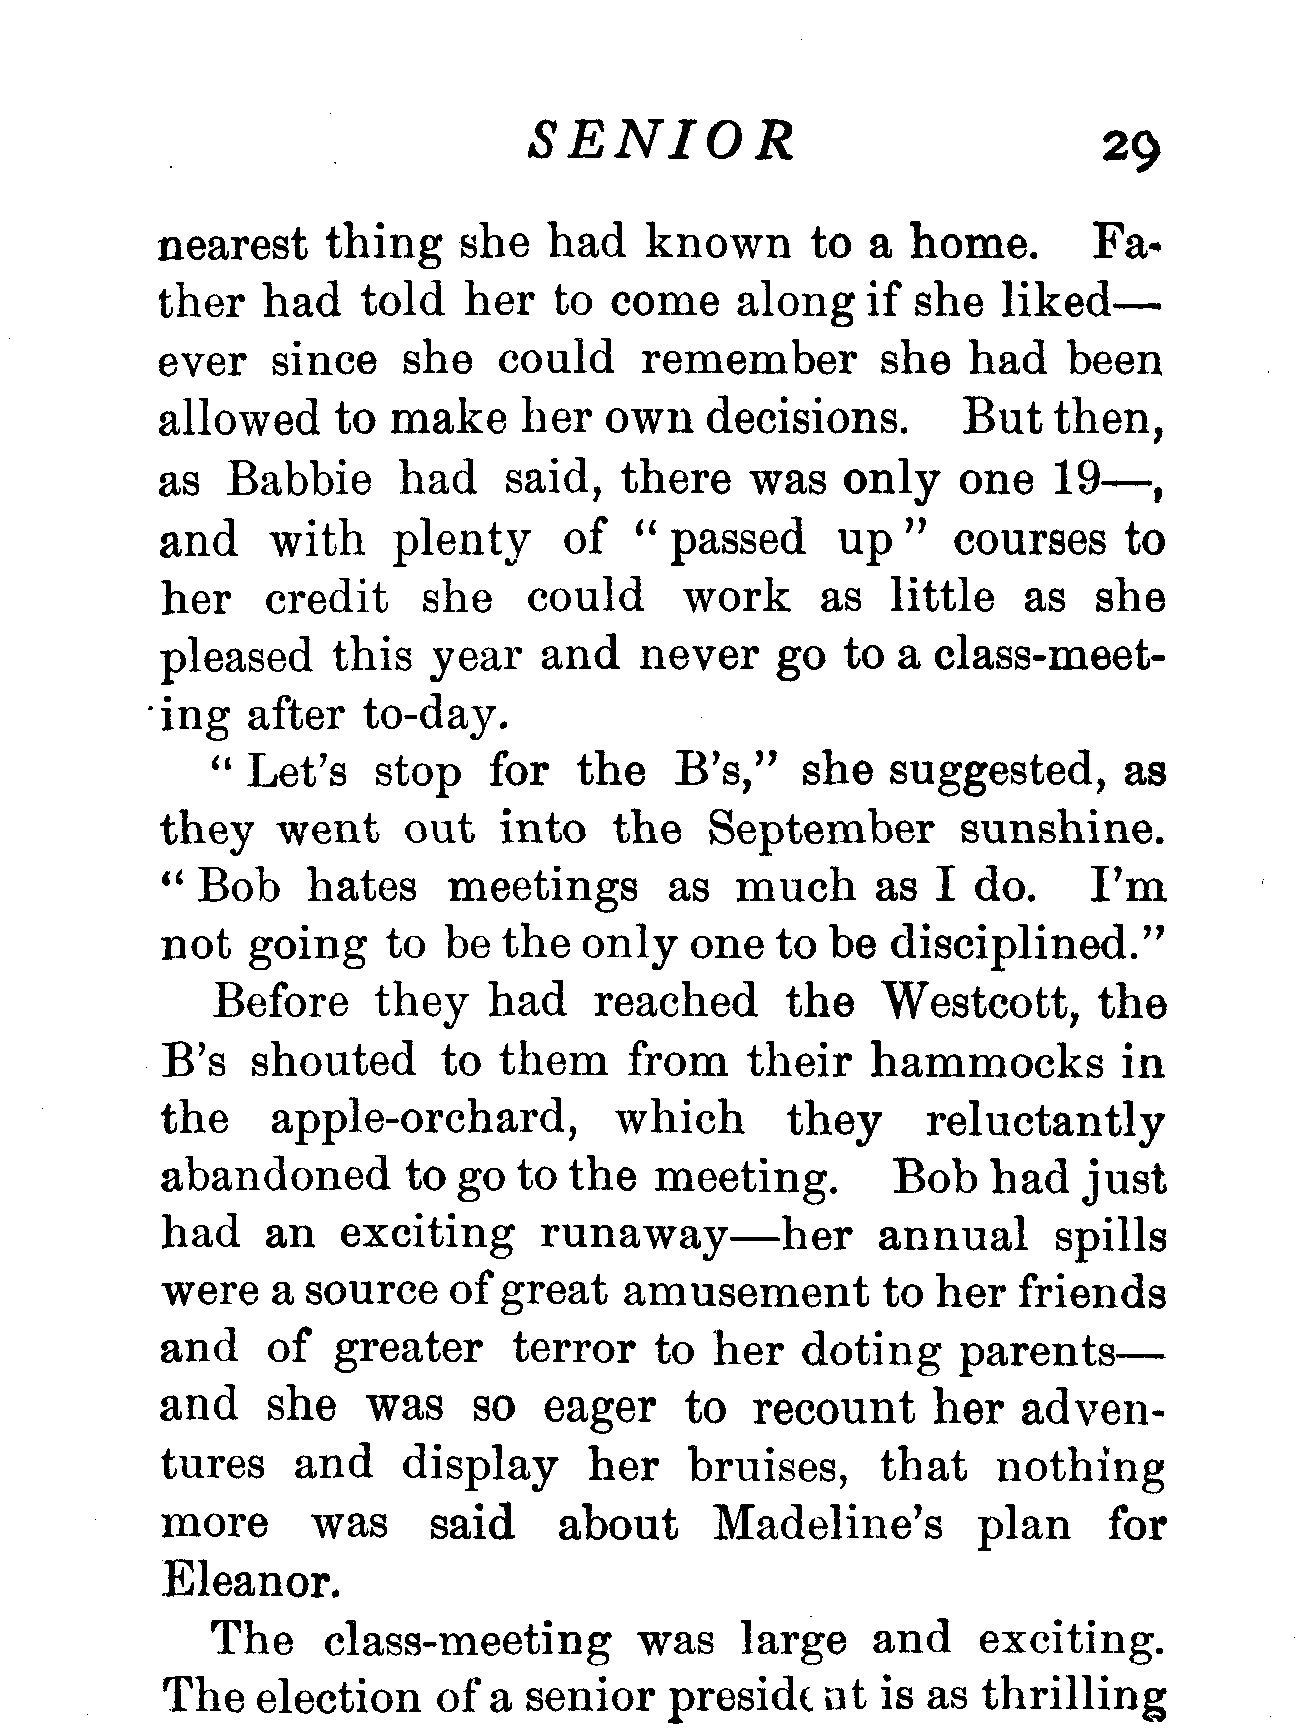 SENIOR 29
nearest thing she had known to a home. Fa-
ther had told her to come along if she liked—
ever since she could remember she had been
allowed to make her own decisions. But then,
as Babbie had said, there was only one 19—,
and with plenty of “ passed up ” courses to
her credit she could work as little as she
pleased this year and never go to a class-meet-
ing after to-day.
“ Let’s stop for the B’s,” she suggested, as
they went out into the September sunshine.
“ Bob hates meetings as much as I do. I’m
not going to be the only one to be disciplined.”
Before they had reached the Westcott, the
B’s shouted to them from their hammocks in
the apple-orchard, which they reluctantly
abandoned to go to the meeting. Bob had just
had an exciting runaway—her annual spills
were a source of great amusement to her friends
and of greater terror to her doting parents—
and she was so eager to recount her adven-
tures and display her bruises, that nothing
more was said about Madeline’s plan for
Eleanor.
The class-meeting was large and exciting.
The election of a senior president is as thrilling